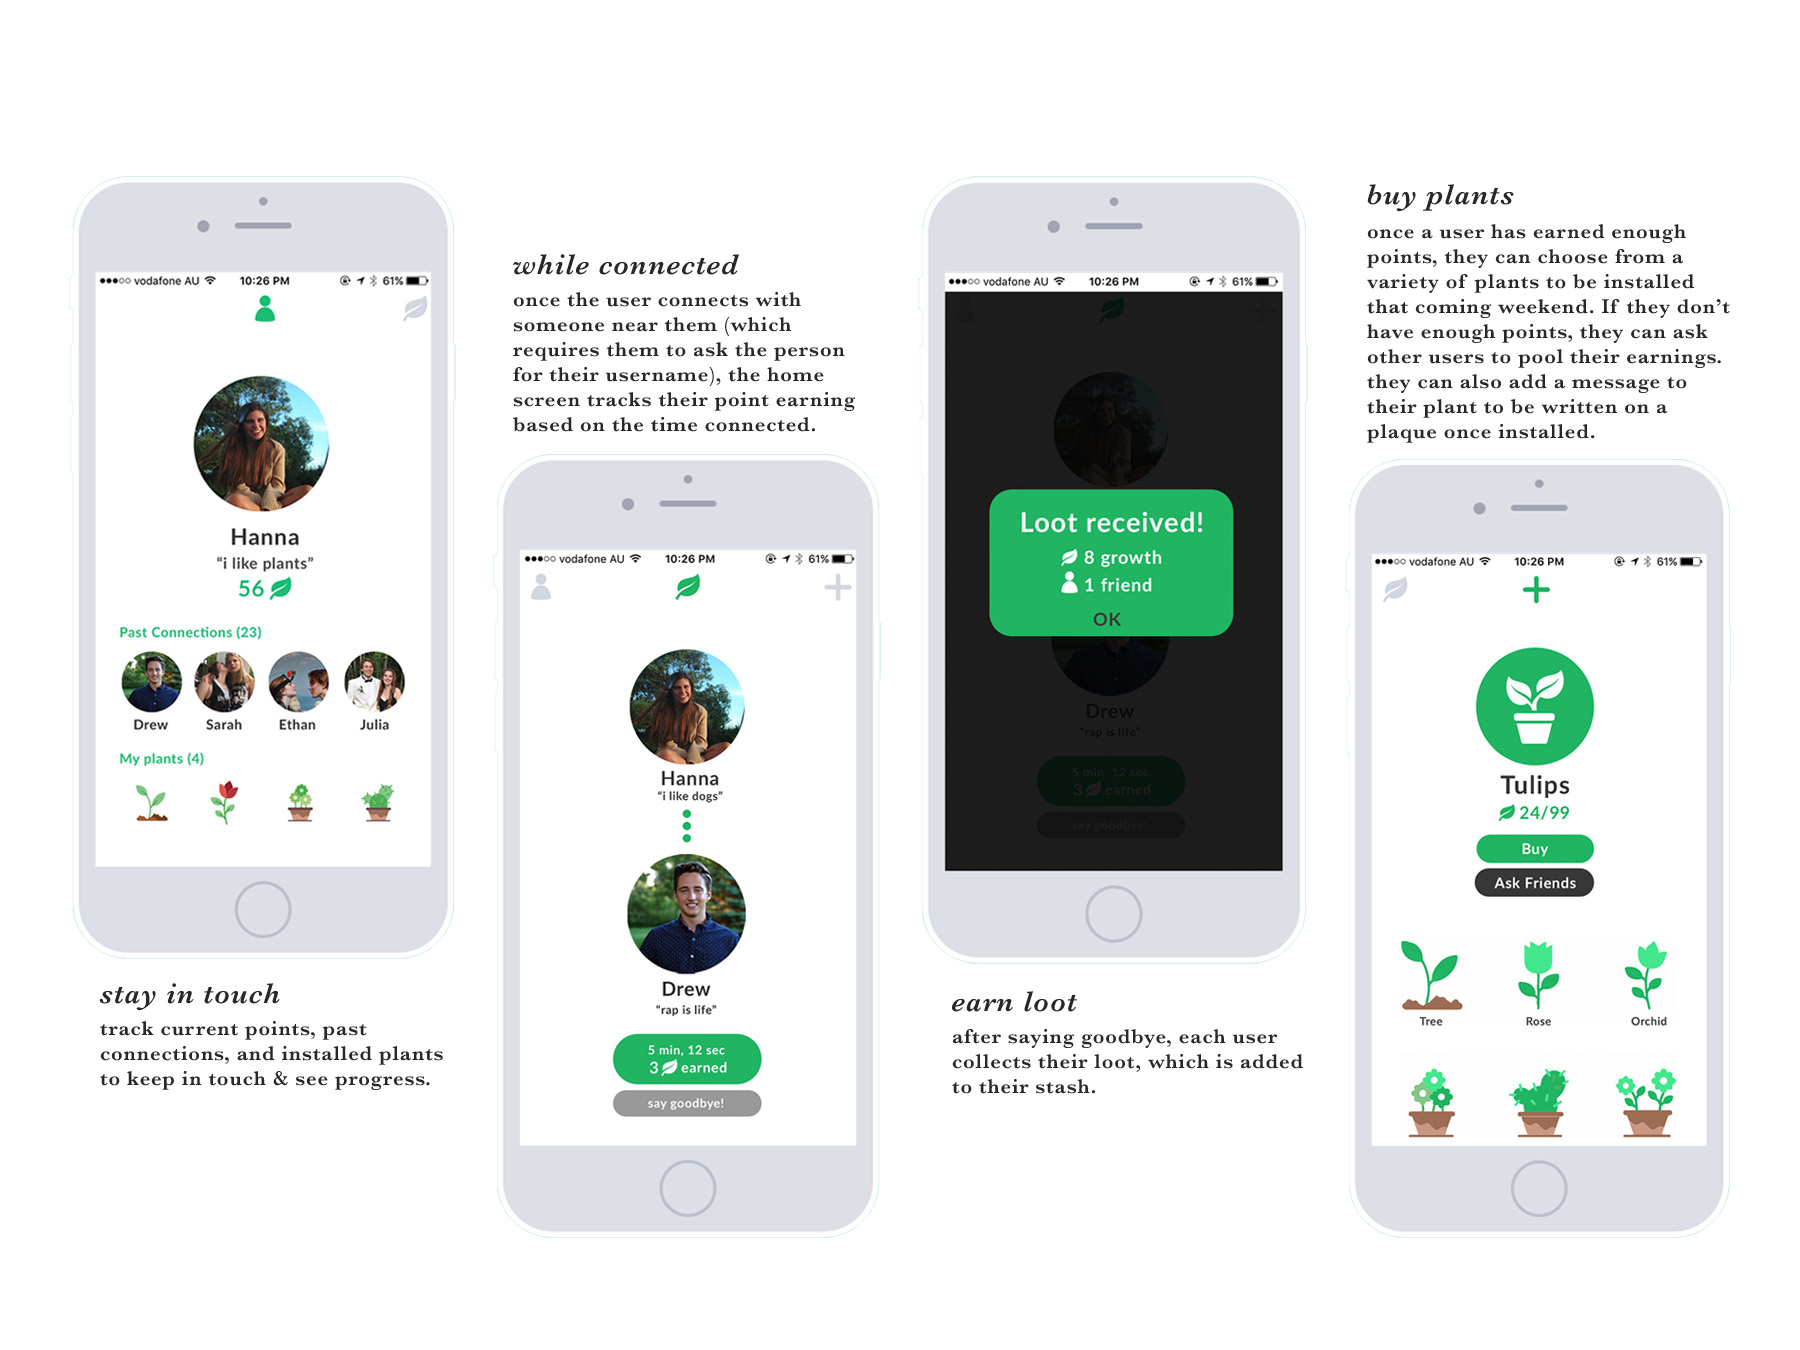 ●●●○○ vodafone AU 10:26 PM 61%
Hanna
“i like plants”
56
Past Connections (23)
Drew Sarah Ethan Julia
My plants (4)
stay in touch
track current points, past
connections, and installed plants
to keep in touch & see progress.
while connected
once the user connects with
someone near them (which
requires them to ask the person
for their username), the home
screen tracks their point earning
based on the time connected.
●●●○○ vodafone AU 10:26 PM 61%
Hanna
“i like dogs”
Drew
“rap is life”
5 min, 12 sec
3 earned
say goodbye!
●●●○○ vodafone AU 10:26 PM 61%
Loot received!
8 growth
1 friend
OK
Drew
“rap is life”
5 min, 12 sec
3 earned
say goodbye!
earn loot
after saying goodbye, each user
collects their loot, which is added
to their stash.
buy plants
once a user has earned enough
points, they can choose from a
variety of plants to be installed
that coming weekend. If they don’t
have enough points, they can ask
other users to pool their earnings.
they can also add a message to
their plant to be written on a
plaque once installed.
●●●○○ vodafone AU 10:26 PM 61%
Tulips
24/99
Buy
Ask Friends
Tree Rose Orchid